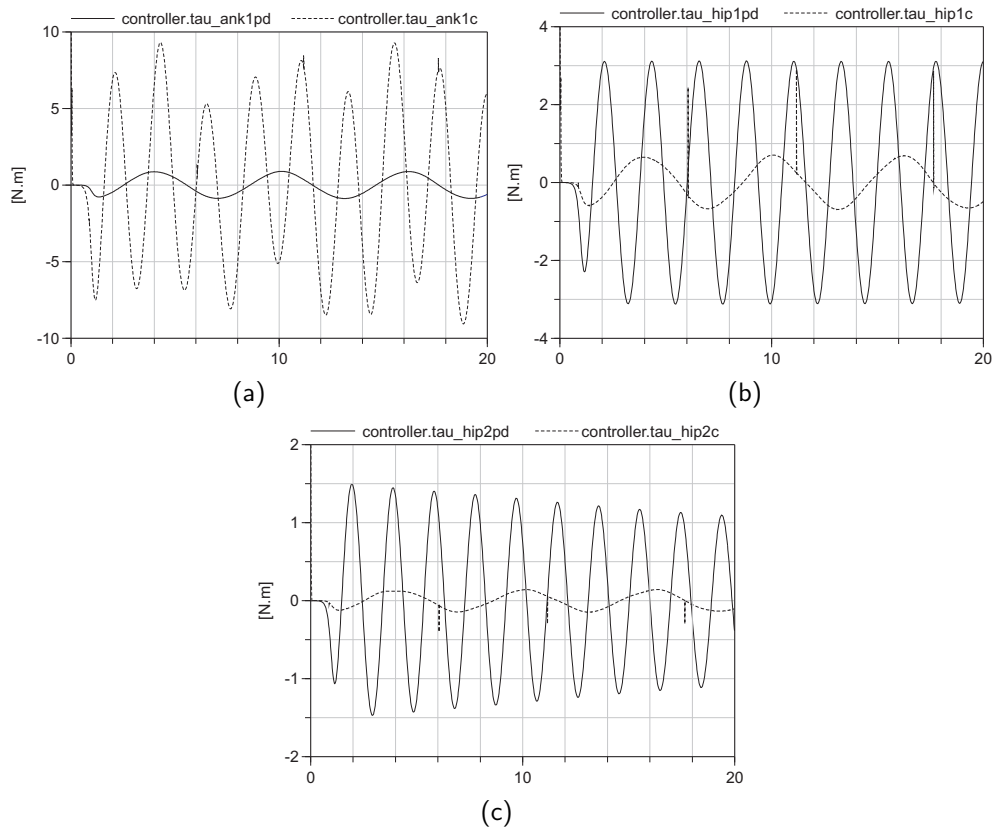 controller.tau_ank1pd controller.tau_ank1c
10
5
0
-5
-10
[N.m]
0 10 20
(a)
controller.tau_hip1pd controller.tau_hip1c
4
2
0
-2
-4
[N.m]
0 10 20
(b)
controller.tau_hip2pd controller.tau_hip2c
2
1
0
-1
-2
[N.m]
0 10 20
(c)